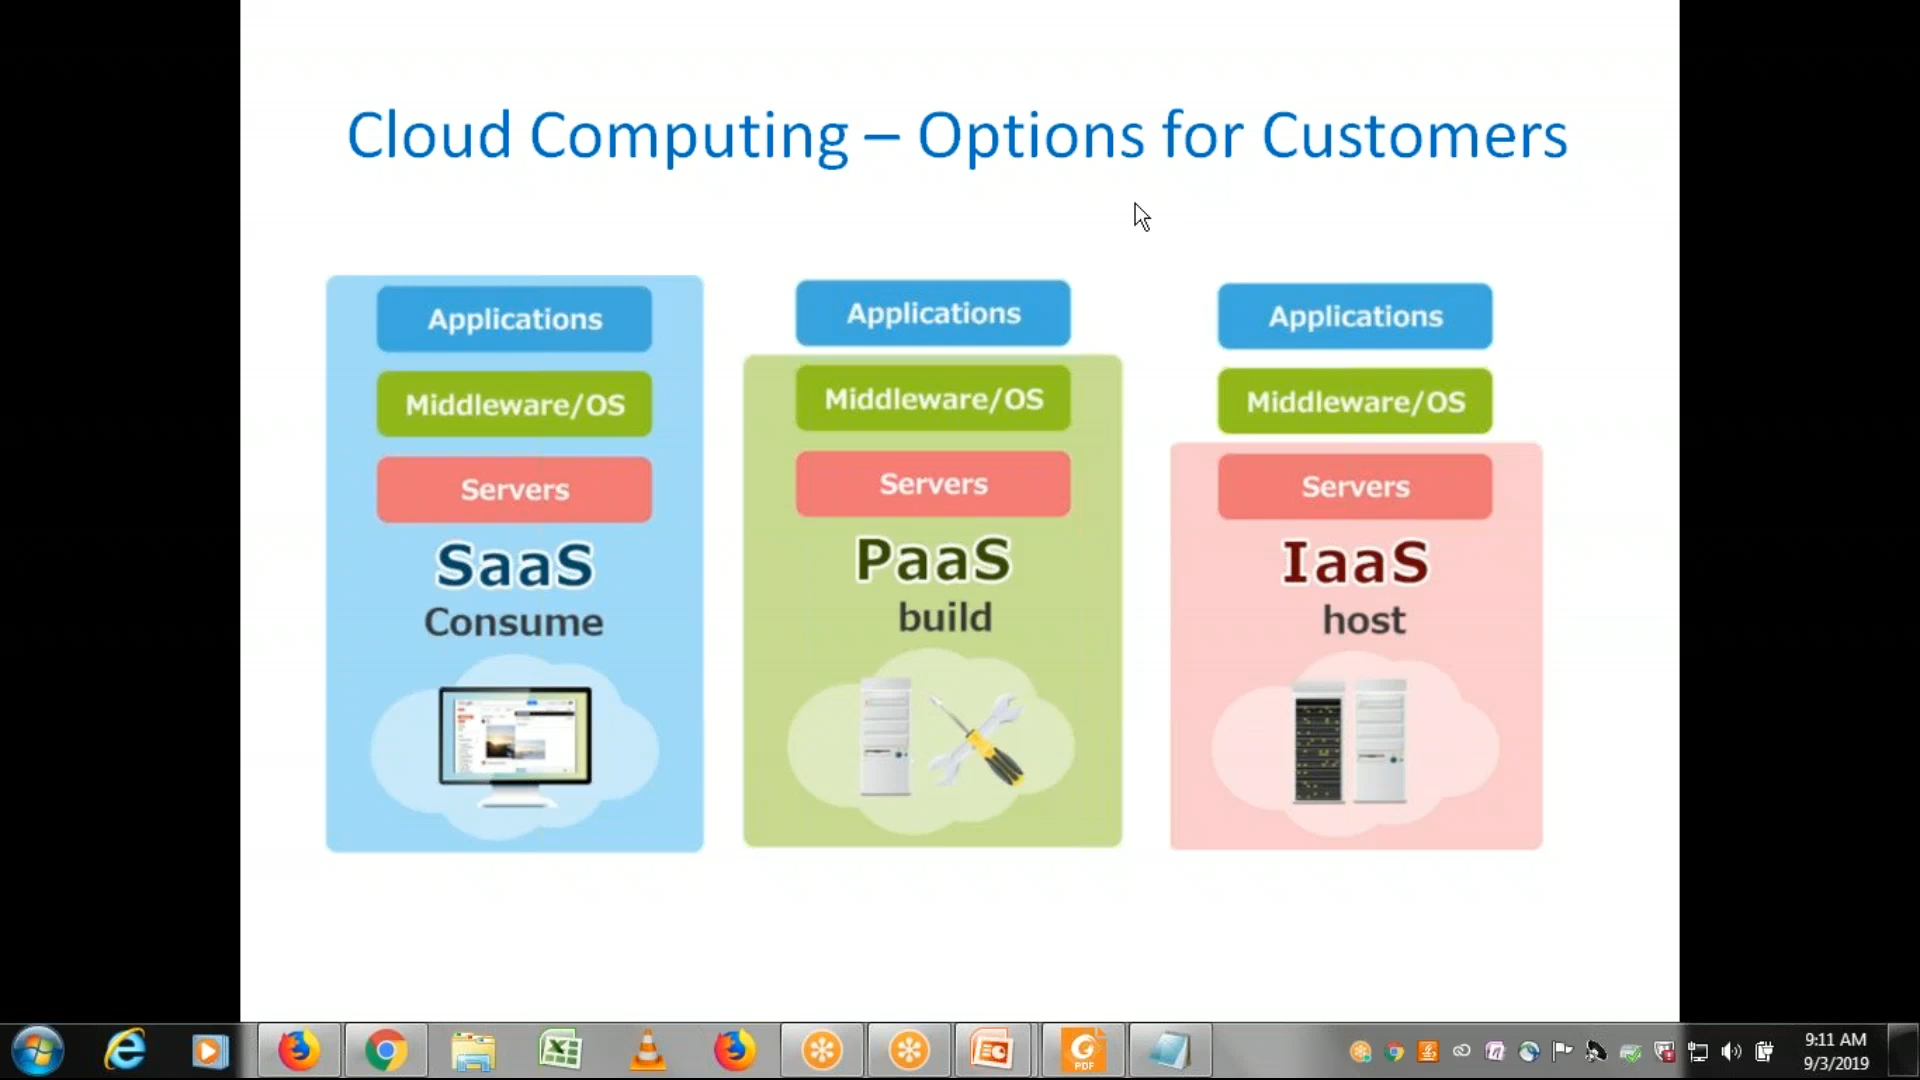 Cloud Computing – Options for Customers
Applications
Middleware/OS
Servers
SaaS
Consume
Applications
Middleware/OS
Servers
PaaS
build
Applications
Middleware/OS
Servers
IaaS
host
PDF
9:11 AM
9/3/2019